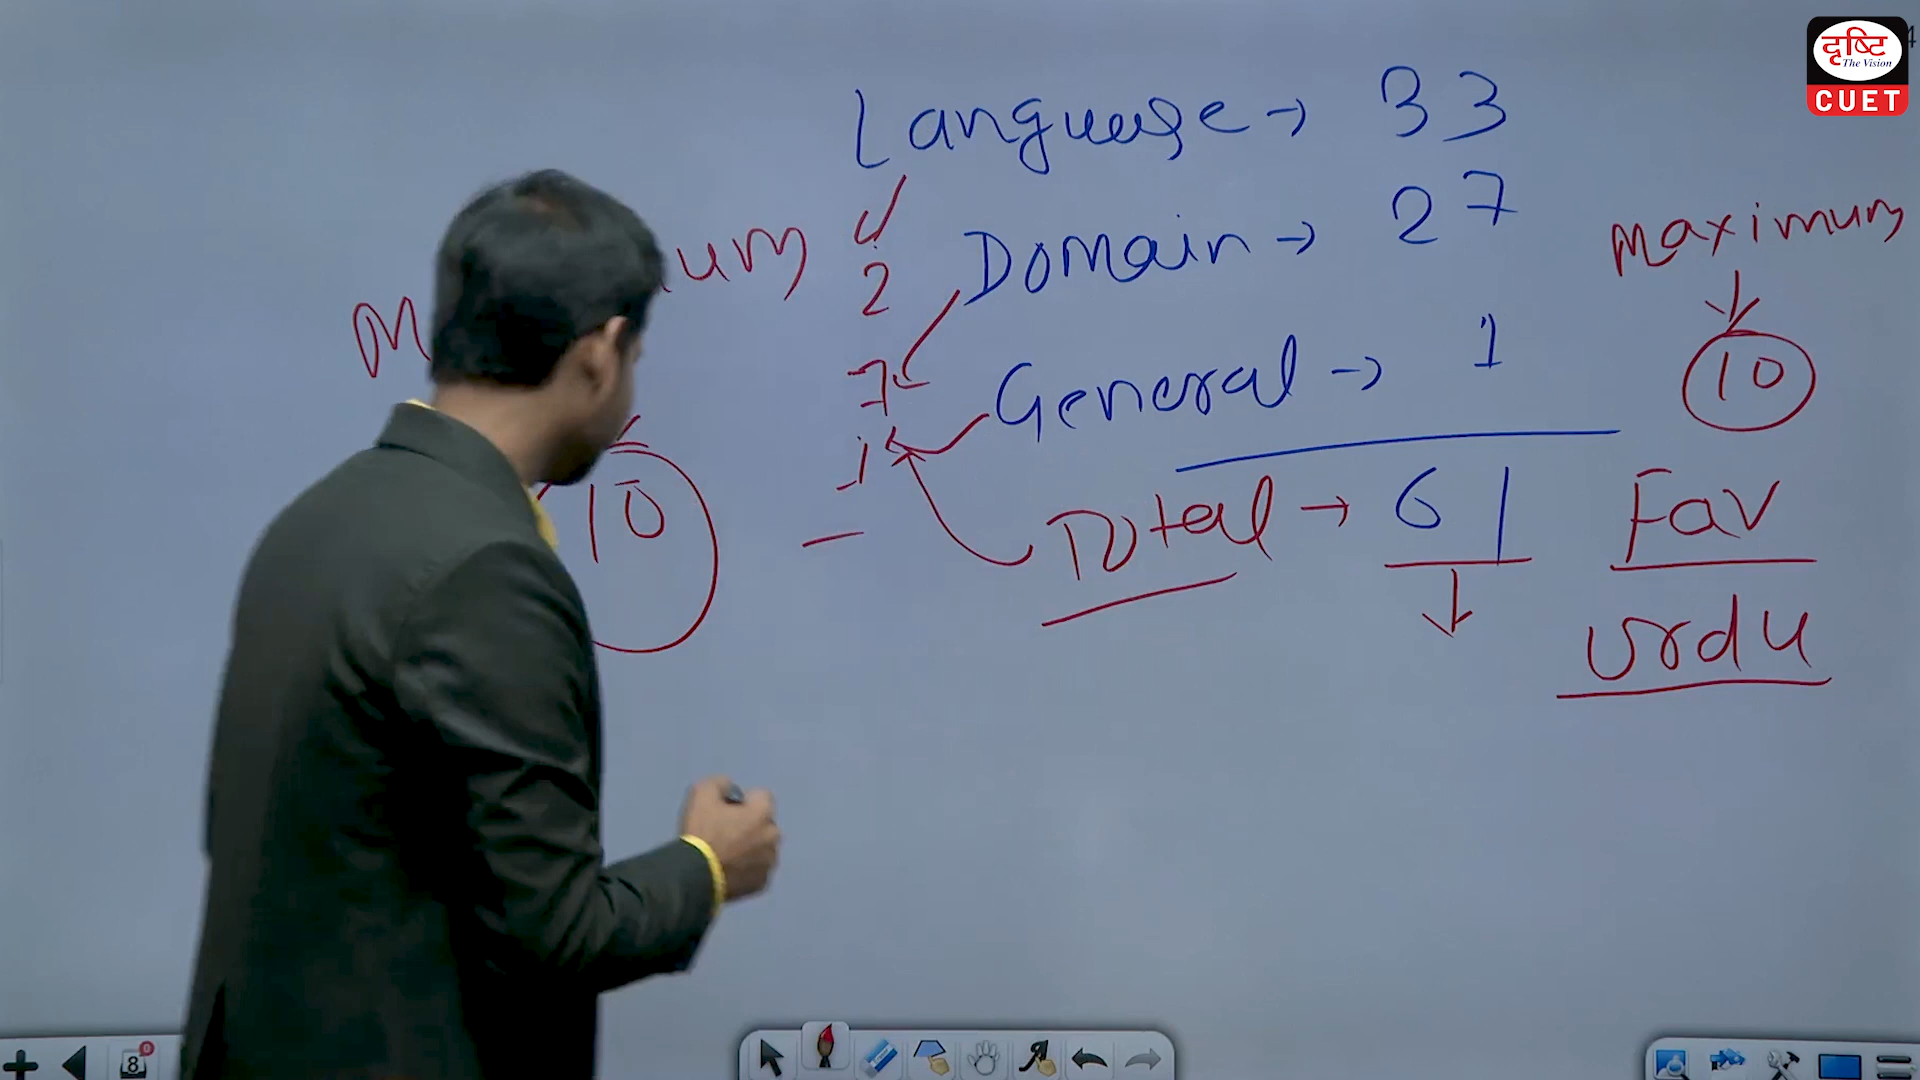 दृष्टि
The Vision
CUET
Language → 33
2
Domain → 27
maximum
7
General → 1
10
1
10
Total → 61
Fav
urdu
8